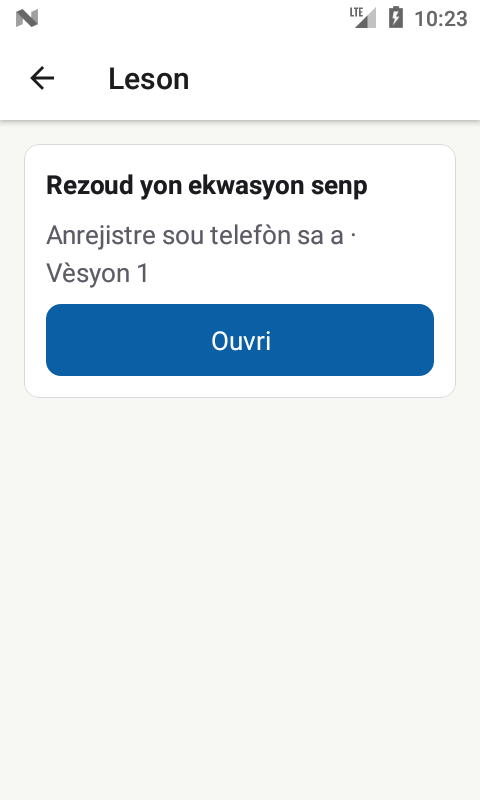 LTE 10:23
Leson
Rezoud yon ekwasyon senp
Anrejistre sou telefòn sa a ·
Vèsyon 1
Ouvri